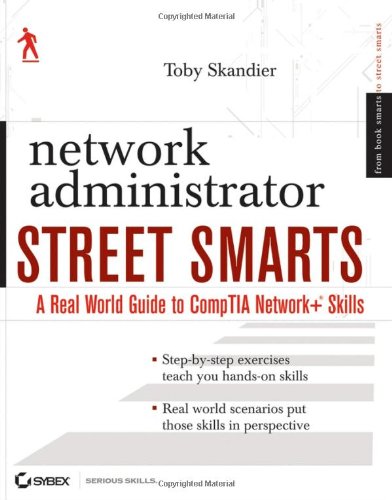 Copyrighted Material
Toby Skandier
from book smarts to street smarts
network
administrator
STREET SMARTS
A Real World Guide to CompTIA Network+® Skills
▪ Step-by-step exercises
teach you hands-on skills
▪ Real world scenarios put
those skills in perspective
SYBEX
SERIOUS SKILLS.
Copyrighted Material